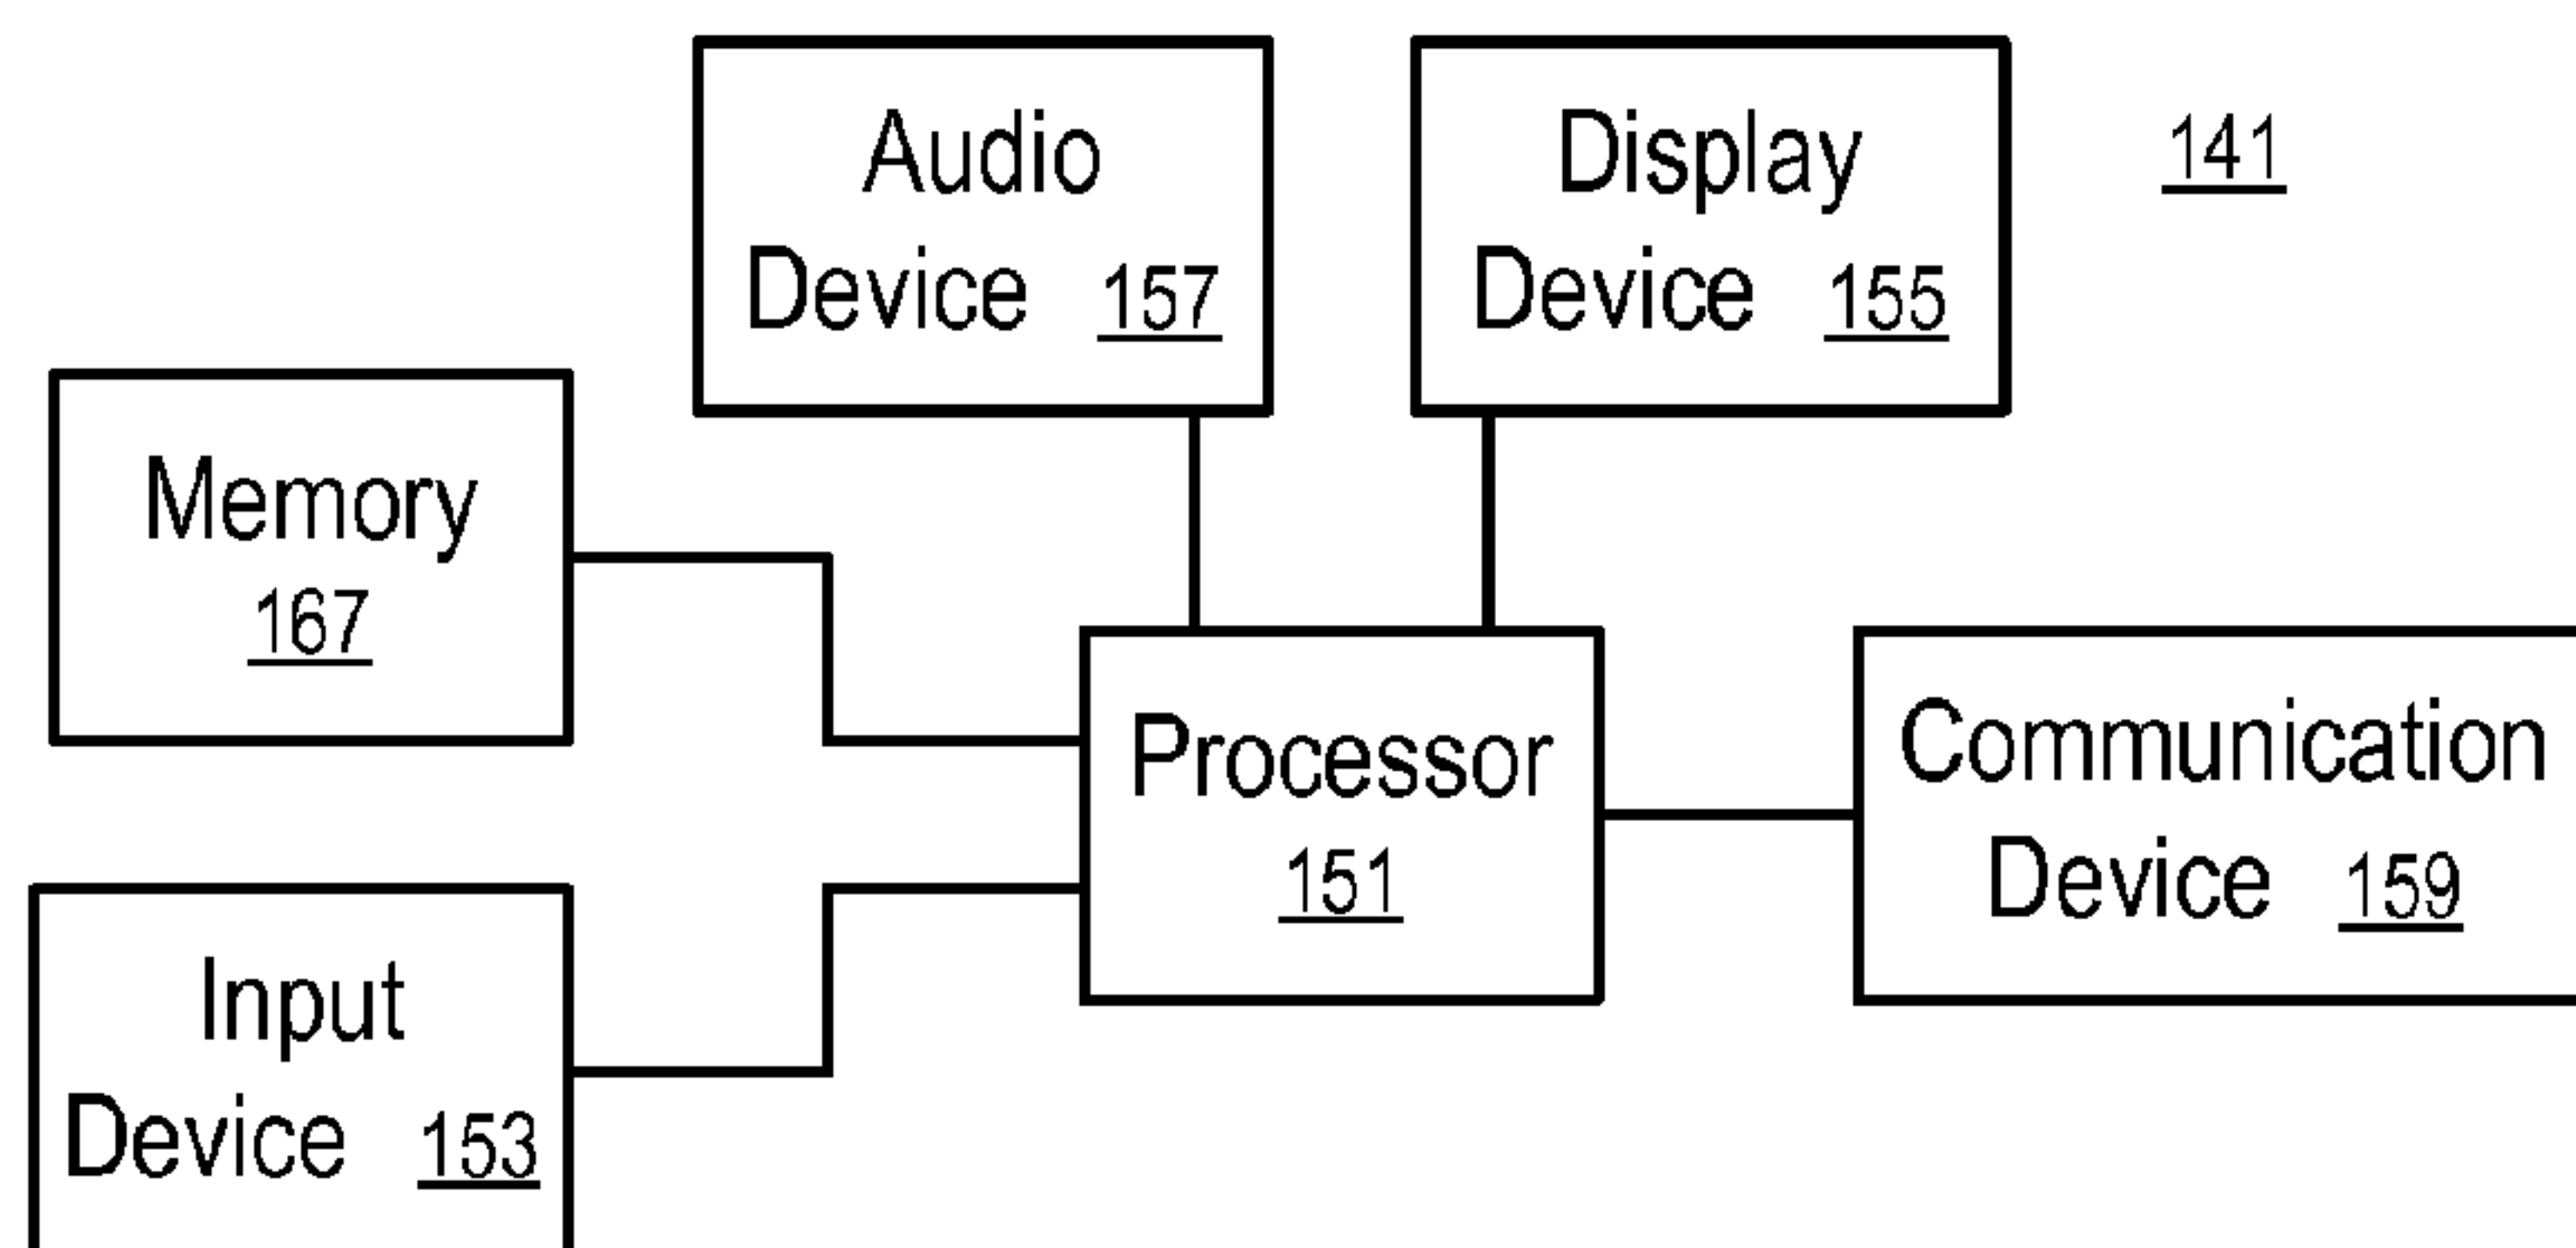 Audio
Device 157
Display
Device 155
141
Memory
167
Processor
151
Communication
Device 159
Input
Device 153